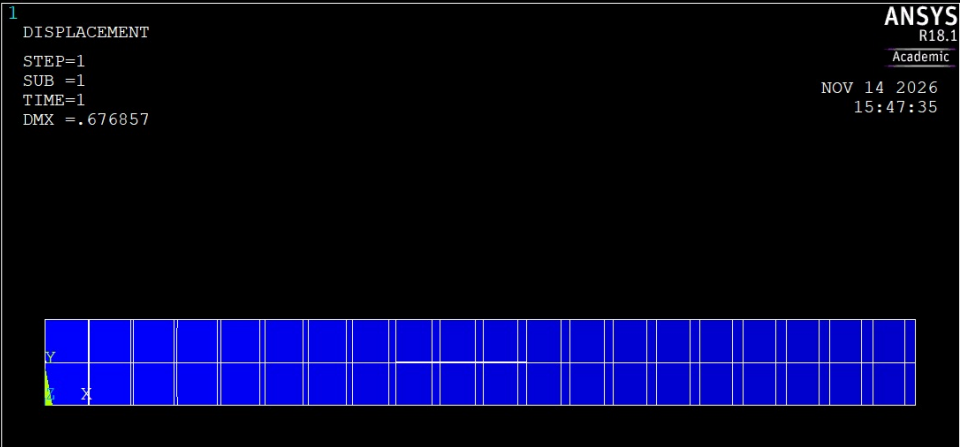 1
DISPLACEMENT
STEP=1
SUB =1
TIME=1
DMX =.676857
ANSYS
R18.1
Academic
NOV 14 2026
15:47:35
Y
Z
X